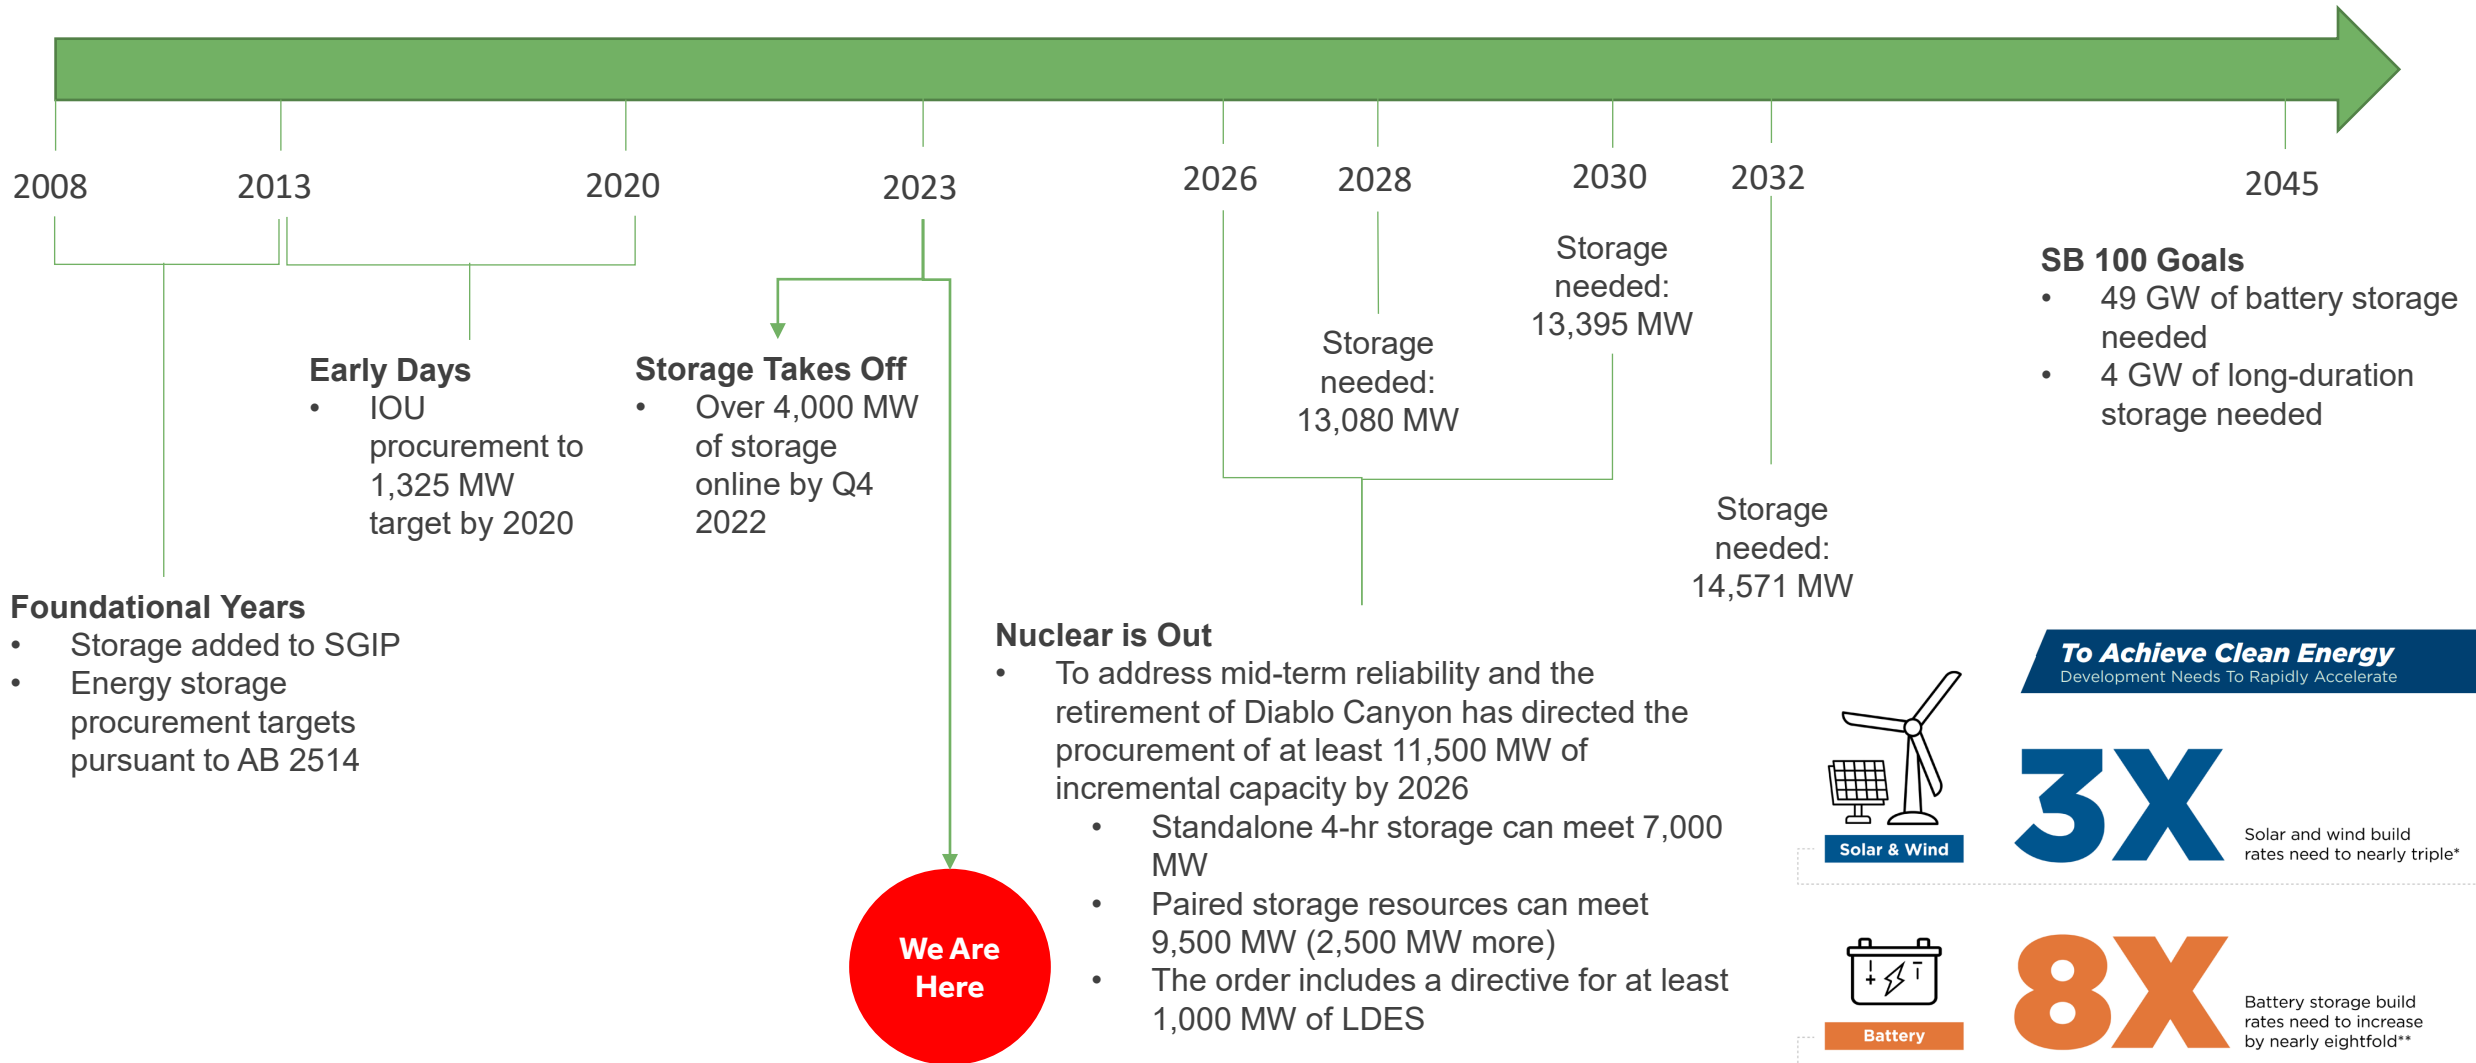 2008
2013
2020
2023
2026
2028
2030
2032
2045
Foundational Years
• Storage added to SGIP
• Energy storage
procurement targets
pursuant to AB 2514
Early Days
• IOU
procurement to
1,325 MW
target by 2020
Storage Takes Off
• Over 4,000 MW
of storage
online by Q4
2022
We Are
Here
Nuclear is Out
• To address mid-term reliability and the
retirement of Diablo Canyon has directed the
procurement of at least 11,500 MW of
incremental capacity by 2026
• Standalone 4-hr storage can meet 7,000
MW
• Paired storage resources can meet
9,500 MW (2,500 MW more)
• The order includes a directive for at least
1,000 MW of LDES
Storage
needed:
13,080 MW
Storage
needed:
13,395 MW
Storage
needed:
14,571 MW
SB 100 Goals
• 49 GW of battery storage
needed
• 4 GW of long-duration
storage needed
To Achieve Clean Energy
Development Needs To Rapidly Accelerate
Solar & Wind
3X
Solar and wind build
rates need to nearly triple*
Battery
8X
Battery storage build
rates need to increase
by nearly eightfold**